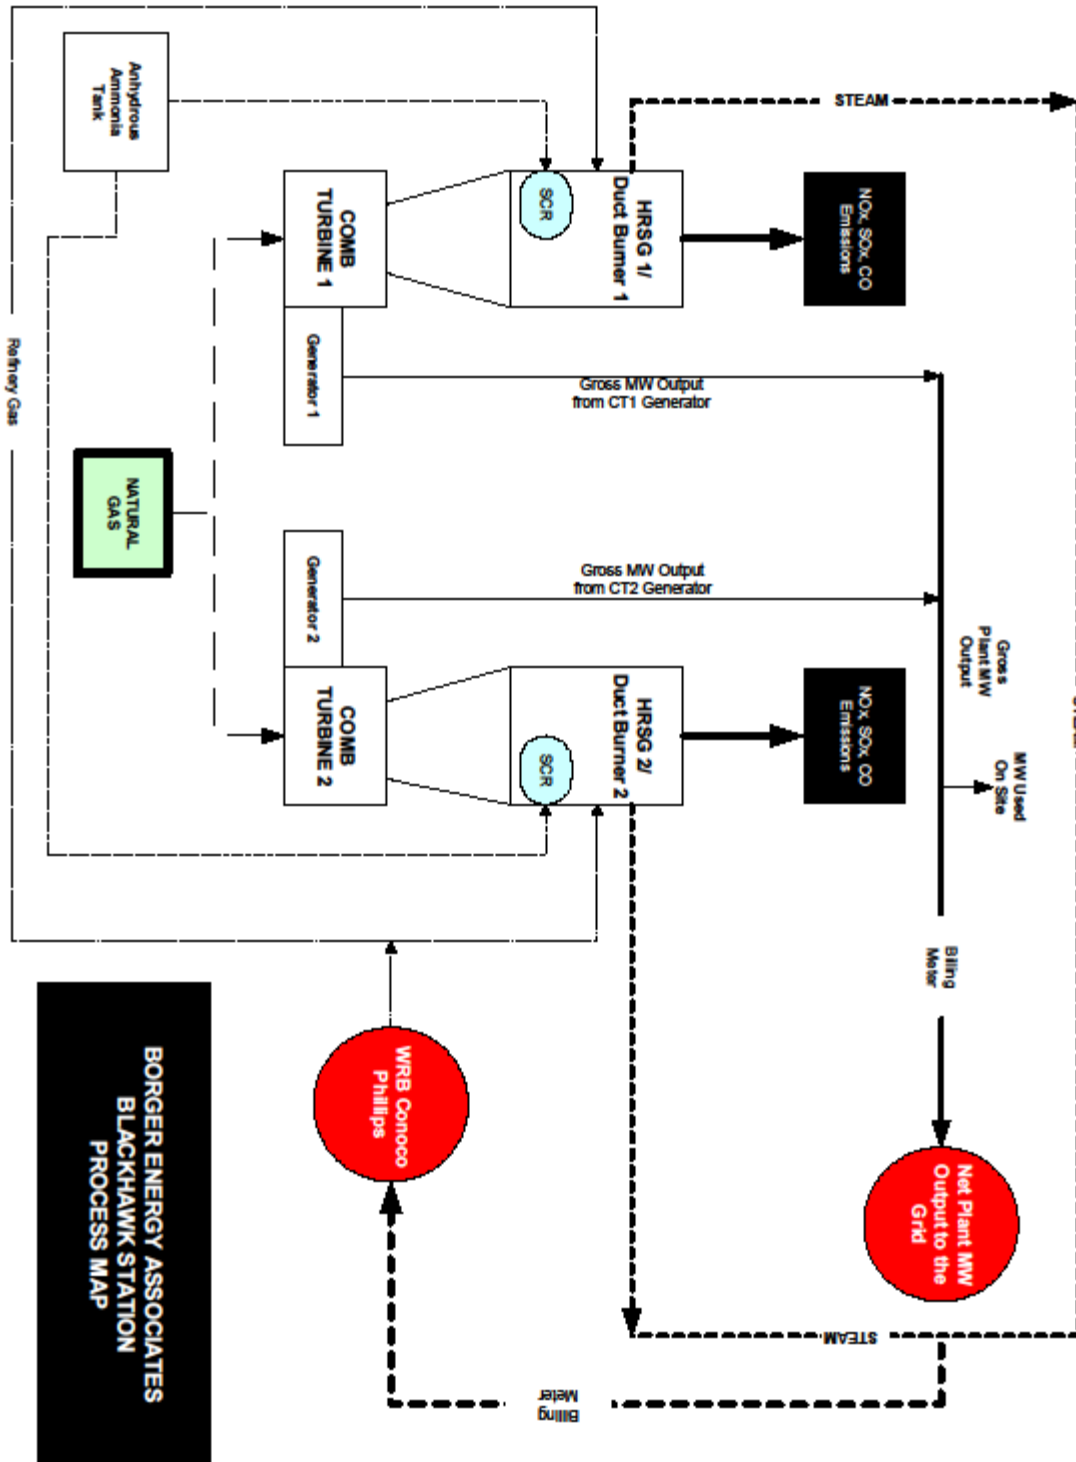 STEAM
Anhydrous
Ammonia
Tank
COMB
TURBINE 1
SCR
HRSG 1/
Duct Burner 1
NOx, SOx, CO
Emissions
Generator 1
Gross MW Output
from CT1 Generator
Refinery Gas
NATURAL
GAS
Generator 2
Gross MW Output
from CT2 Generator
Gross
Plant MW
Output
COMB
TURBINE 2
SCR
HRSG 2/
Duct Burner 2
NOx, SOx, CO
Emissions
MW Used
On Site
Billing
Meter
WRB Conoco
Phillips
Net Plant MW
Output to the
Grid
STEAM
Billing
Meter
BORGER ENERGY ASSOCIATES
BLACKHAWK STATION
PROCESS MAP